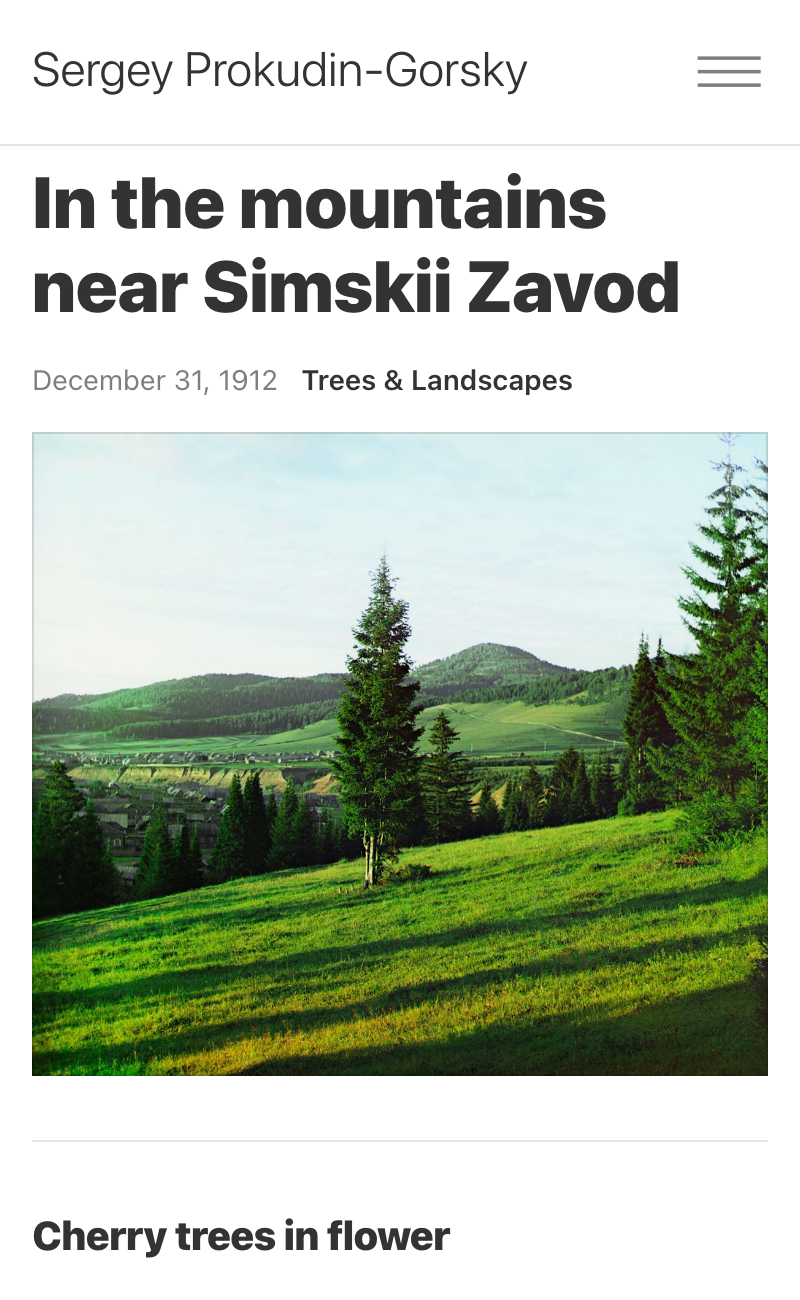 Sergey Prokudin-Gorsky
In the mountains
near Simskii Zavod
December 31, 1912 Trees & Landscapes
Cherry trees in flower